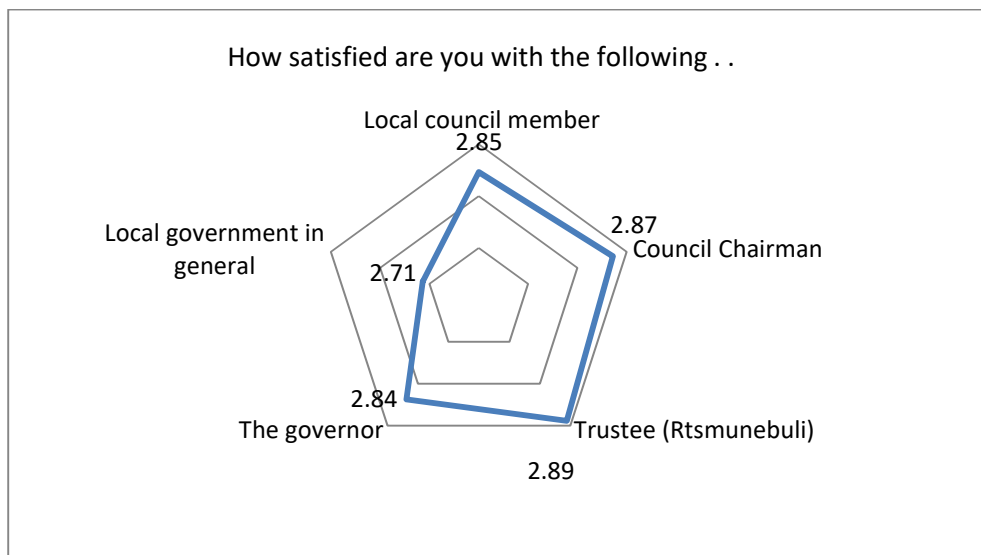 How satisfied are you with the following . .
Local council member
2.85
2.87
Council Chairman
Local government in
general
2.71
2.84
The governor
Trustee (Rtsmunebuli)
2.89